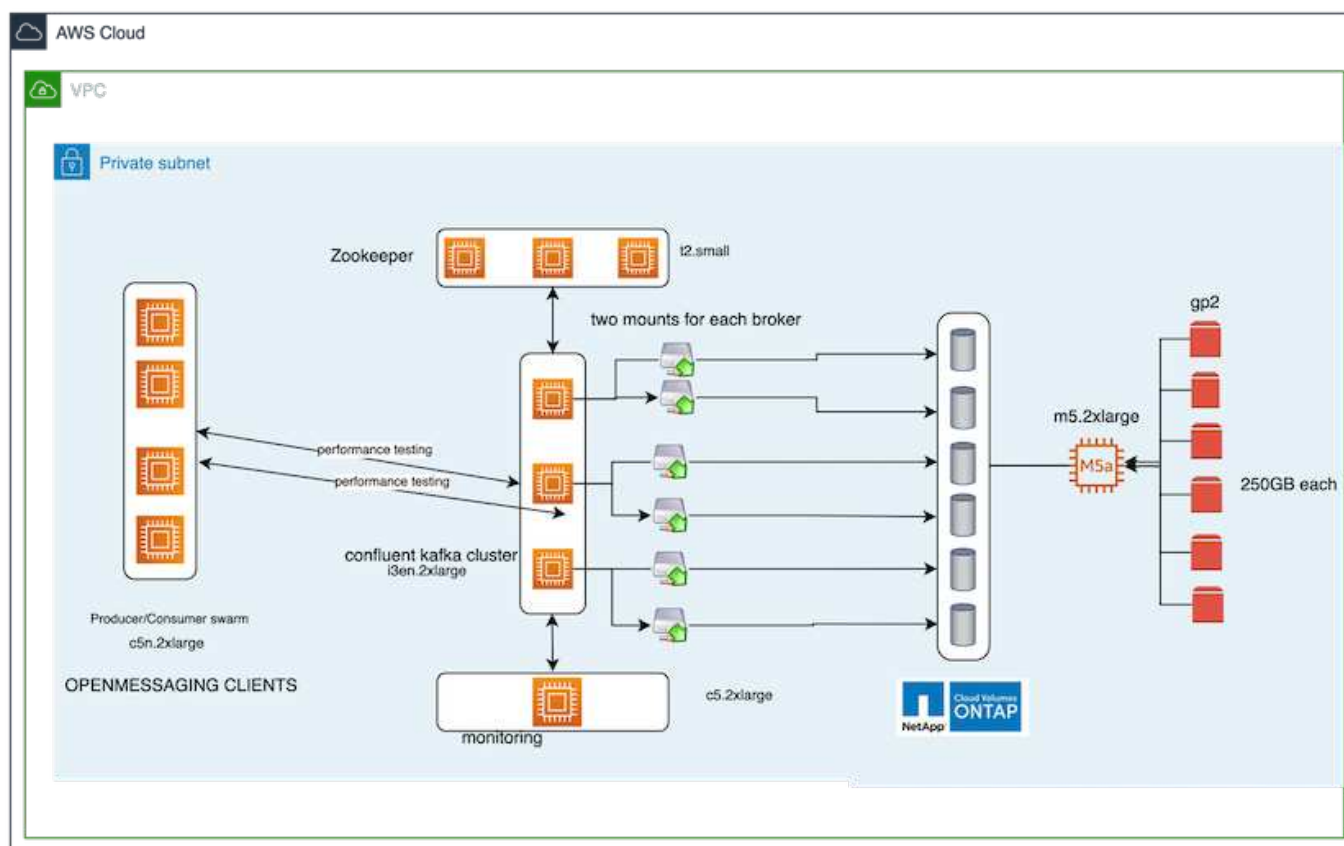 AWS Cloud
VPC
Private subnet
Zookeeper
t2.small
two mounts for each broker
gp2
m5.2xlarge
M5a
performance testing
performance testing
250GB each
confluent kafka cluster
i3en.2xlarge
Producer/Consumer swarm
c5n.2xlarge
OPENMESSAGING CLIENTS
c5.2xlarge
monitoring
NetApp
Cloud Volumes
ONTAP